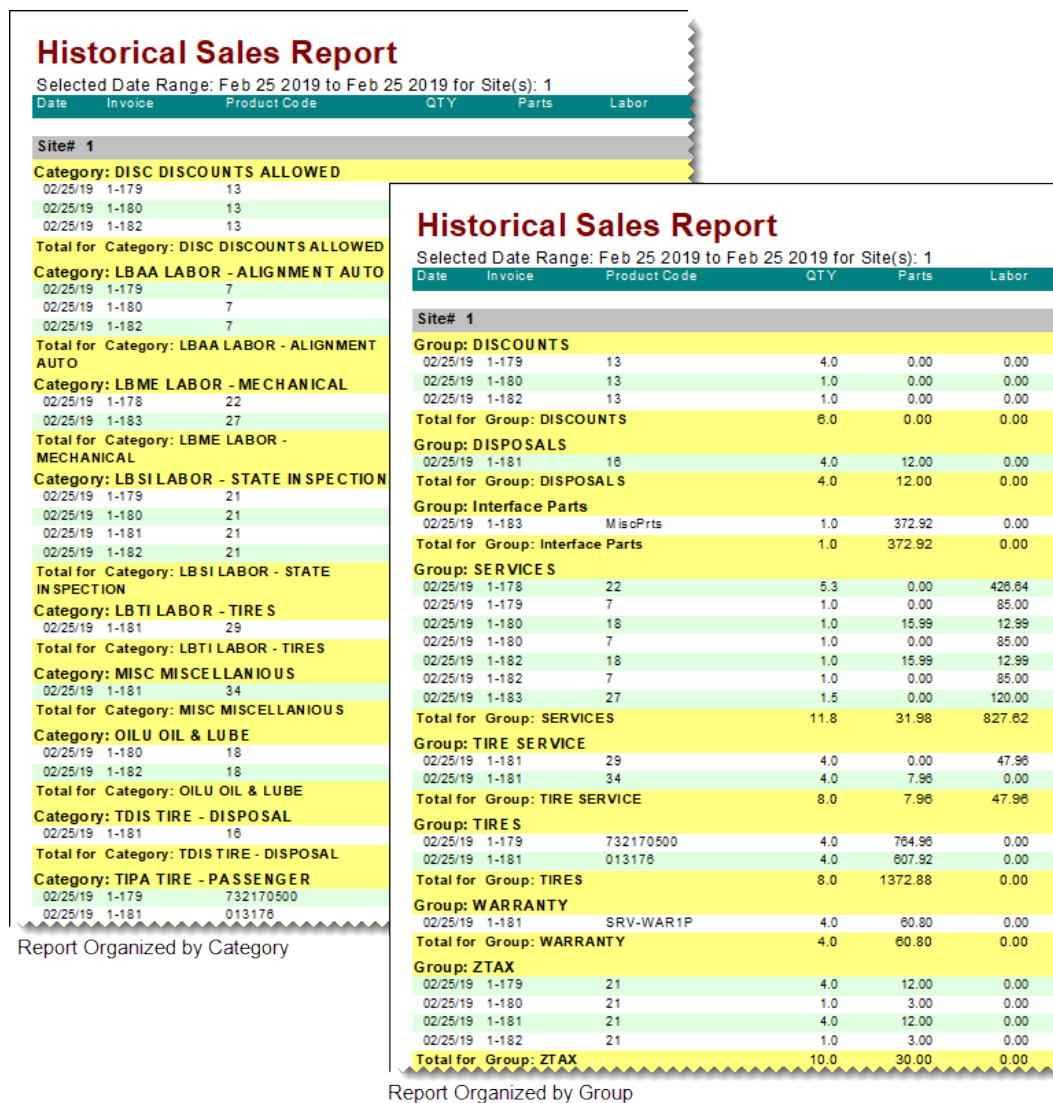 Historical Sales Report
Selected Date Range: Feb 25 2019 to Feb 25 2019 for Site(s): 1
Date Invoice Product Code QTY Parts Labor
Site# 1
Category: DISC DISCOUNTS ALLOWED
02/25/19 1-179 13
02/25/19 1-180 13
02/25/19 1-182 13
Total for Category: DISC DISCOUNTS ALLOWED
Category: LBAA LABOR - ALIGNMENT AUTO
02/25/19 1-179 7
02/25/19 1-180 7
02/25/19 1-182 7
Total for Category: LBAA LABOR - ALIGNMENT
AUTO
Category: LBME LABOR - MECHANICAL
02/25/19 1-178 22
02/25/19 1-183 27
Total for Category: LBME LABOR -
MECHANICAL
Category: LBSI LABOR - STATE INSPECTION
02/25/19 1-179 21
02/25/19 1-180 21
02/25/19 1-181 21
02/25/19 1-182 21
Total for Category: LBSI LABOR - STATE
INSPECTION
Category: LBTI LABOR - TIRES
02/25/19 1-181 29
Total for Category: LBTI LABOR - TIRES
Category: MISC MISCELLANIOUS
02/25/19 1-181 34
Total for Category: MISC MISCELLANIOUS
Category: OILU OIL & LUBE
02/25/19 1-180 18
02/25/19 1-182 18
Total for Category: OILU OIL & LUBE
Category: TDIS TIRE - DISPOSAL
02/25/19 1-181 16
Total for Category: TDIS TIRE - DISPOSAL
Category: TIPA TIRE - PASSENGER
02/25/19 1-179 732170500
02/25/19 1-181 013176
Report Organized by Category
Historical Sales Report
Selected Date Range: Feb 25 2019 to Feb 25 2019 for Site(s): 1
Date Invoice Product Code QTY Parts Labor
Site# 1
Group: DISCOUNTS
02/25/19 1-179 13 4.0 0.00 0.00
02/25/19 1-180 13 1.0 0.00 0.00
02/25/19 1-182 13 1.0 0.00 0.00
Total for Group: DISCOUNTS 6.0 0.00 0.00
Group: DISPOSALS
02/25/19 1-181 16 4.0 12.00 0.00
Total for Group: DISPOSALS 4.0 12.00 0.00
Group: Interface Parts
02/25/19 1-183 MiscPrts 1.0 372.92 0.00
Total for Group: Interface Parts 1.0 372.92 0.00
Group: SERVICES
02/25/19 1-178 22 5.3 0.00 426.64
02/25/19 1-179 7 1.0 0.00 85.00
02/25/19 1-180 18 1.0 15.99 12.99
02/25/19 1-180 7 1.0 0.00 85.00
02/25/19 1-182 18 1.0 15.99 12.99
02/25/19 1-182 7 1.0 0.00 85.00
02/25/19 1-183 27 1.5 0.00 120.00
Total for Group: SERVICES 11.8 31.98 827.62
Group: TIRE SERVICE
02/25/19 1-181 29 4.0 0.00 47.96
02/25/19 1-181 34 4.0 7.96 0.00
Total for Group: TIRE SERVICE 8.0 7.96 47.96
Group: TIRES
02/25/19 1-179 732170500 4.0 764.96 0.00
02/25/19 1-181 013176 4.0 607.92 0.00
Total for Group: TIRES 8.0 1372.88 0.00
Group: WARRANTY
02/25/19 1-181 SRV-WAR1P 4.0 60.80 0.00
Total for Group: WARRANTY 4.0 60.80 0.00
Group: ZTAX
02/25/19 1-179 21 4.0 12.00 0.00
02/25/19 1-180 21 1.0 3.00 0.00
02/25/19 1-181 21 4.0 12.00 0.00
02/25/19 1-182 21 1.0 3.00 0.00
Total for Group: ZTAX 10.0 30.00 0.00
Report Organized by Group